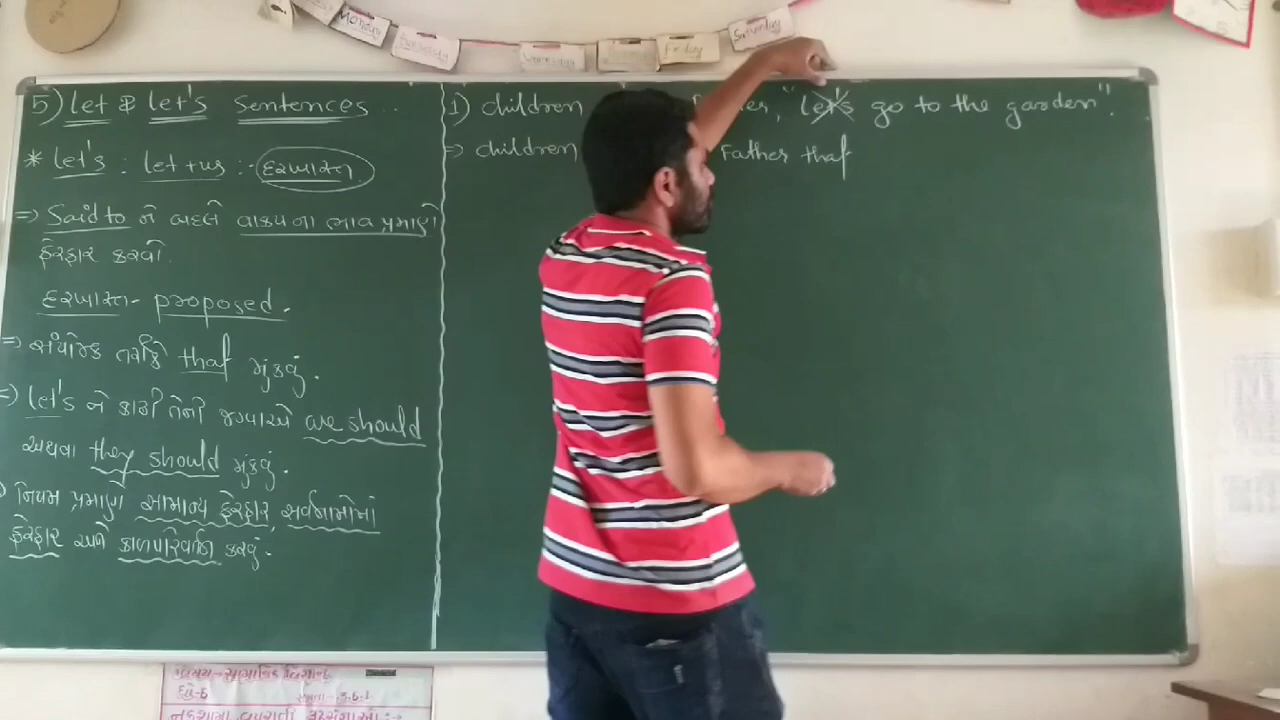 Monday
Wednesday
Friday
Saturday
5) Let & Let's Sentences ..
* Let's : let + us :- દરખાસ્ત
⇒ Said to ને બદલે વાક્યના ભાવ પ્રમાણે
ફેરફાર કરવો.
દરખાસ્ત - proposed.
⇒ સંયોજક તરીકે that મુકવું.
⇒ Let's ને કાઢી તેની જગ્યાએ we should
અથવા they should મુકવું.
નિયમ પ્રમાણે સામાન્ય ફેરફાર, સર્વનામોમાં
ફેરફાર અને કાળપરિવર્તન કરવું.
1) children "let's go to the garden".
⇒ children Father that
વિષય-સામાજિક વિજ્ઞાન